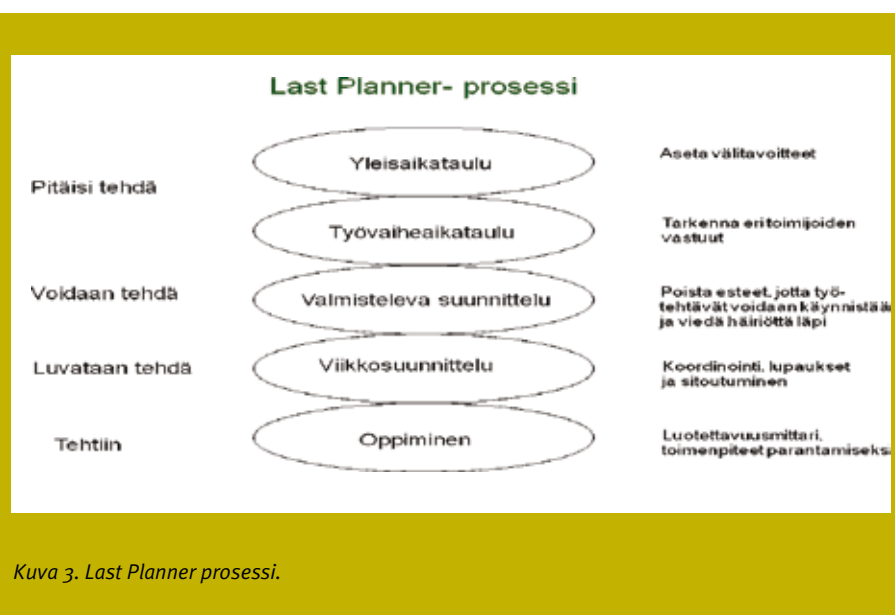 Last Planner- prosessi
Pitäisi tehdä
Yleisaikataulu
Aseta välitavoitteet
Työvaiheaikataulu
Tarkenna eri toimijoiden
vastuut
Voidaan tehdä
Valmisteleva suunnittelu
Poista esteet, jotta työ-
tehtävät voidaan käynnistää
ja viedä häiriöttä läpi
Luvataan tehdä
Viikkosuunnittelu
Koordinointi, lupaukset
ja sitoutuminen
Tehtiin
Oppiminen
Luotettavuusmittari,
toimenpiteet parantamiseks
Kuva 3. Last Planner prosessi.